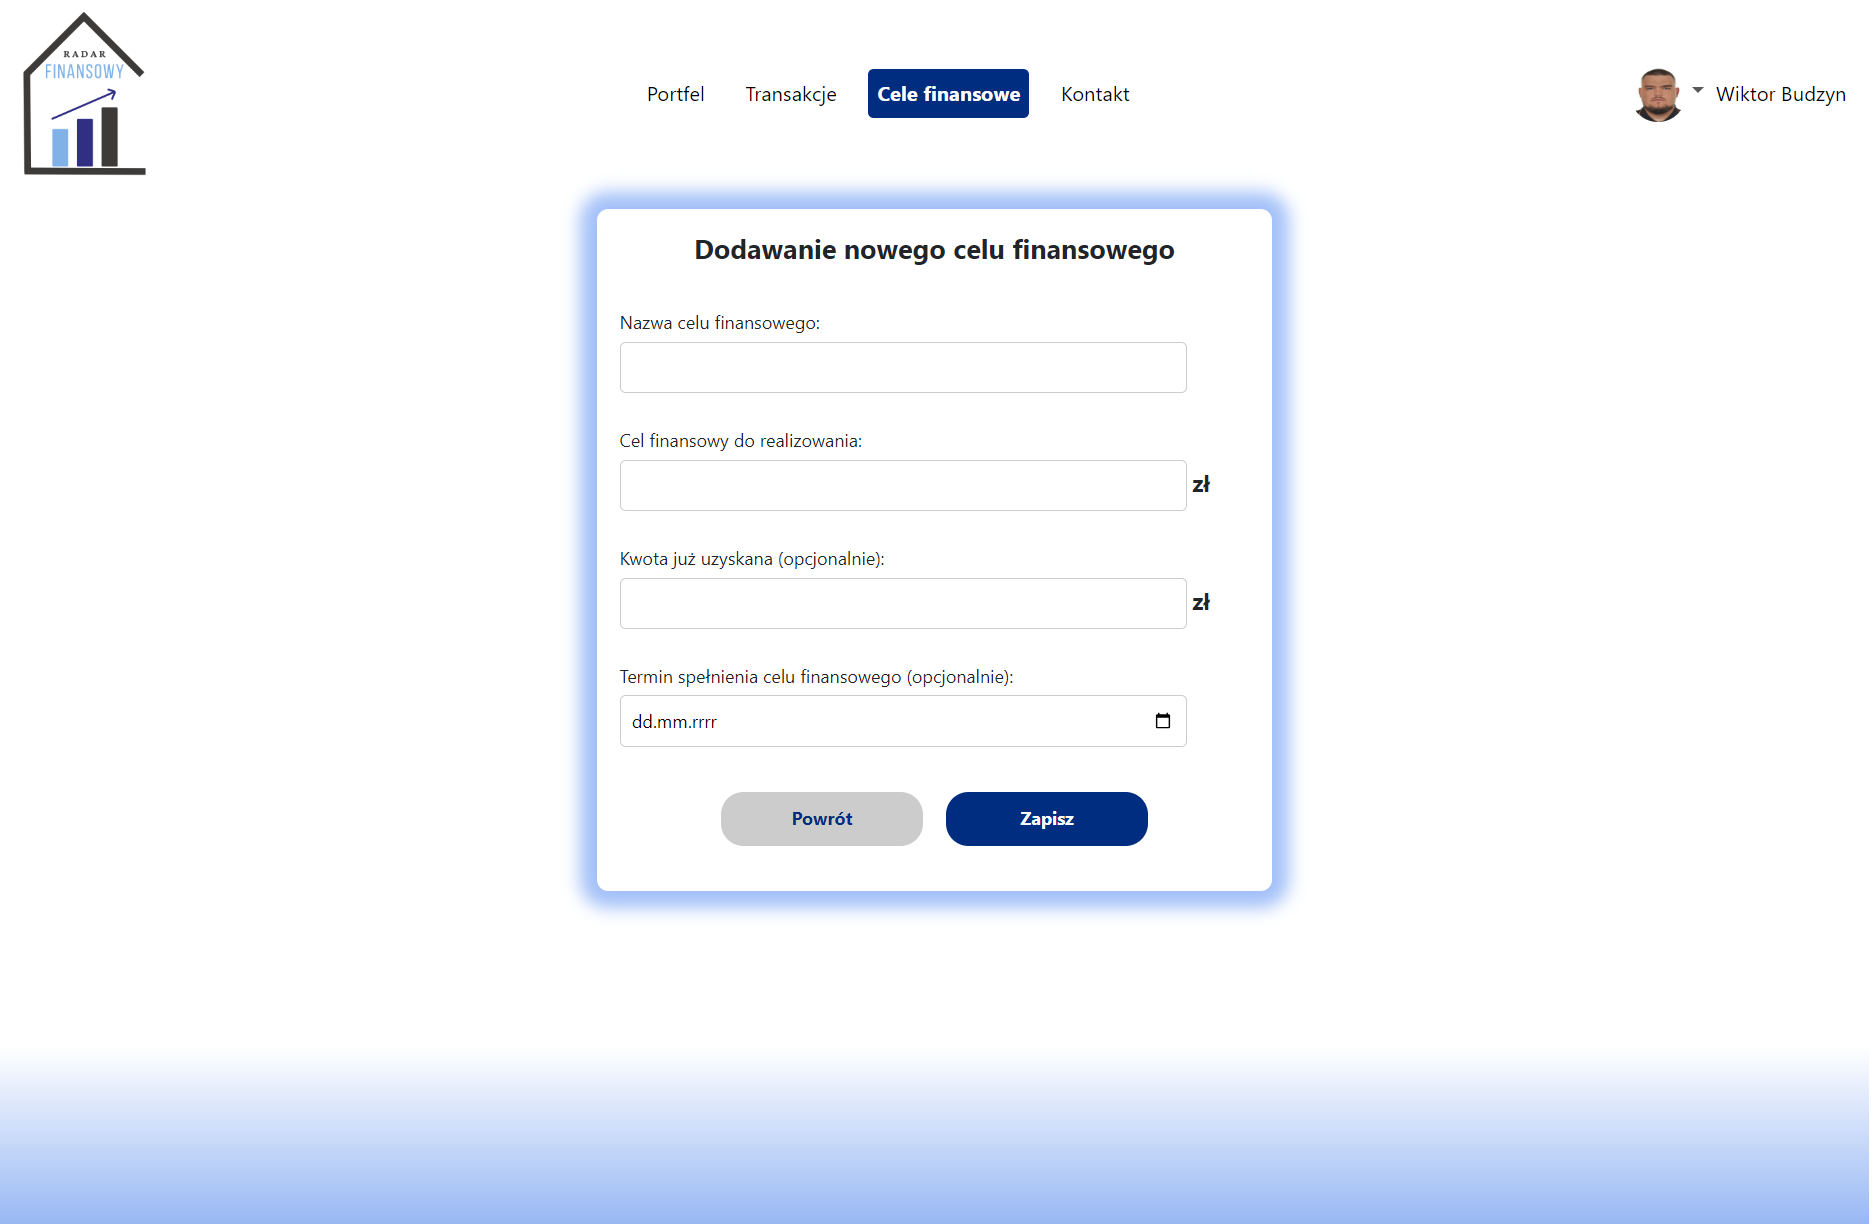 RADAR
FINANSOWY
Portfel
Transakcje
Cele finansowe
Kontakt
Wiktor Budzyn
Dodawanie nowego celu finansowego
Nazwa celu finansowego:
Cel finansowy do realizowania:
zł
Kwota już uzyskana (opcjonalnie):
zł
Termin spełnienia celu finansowego (opcjonalnie):
dd.mm.rrrr
Powrót
Zapisz